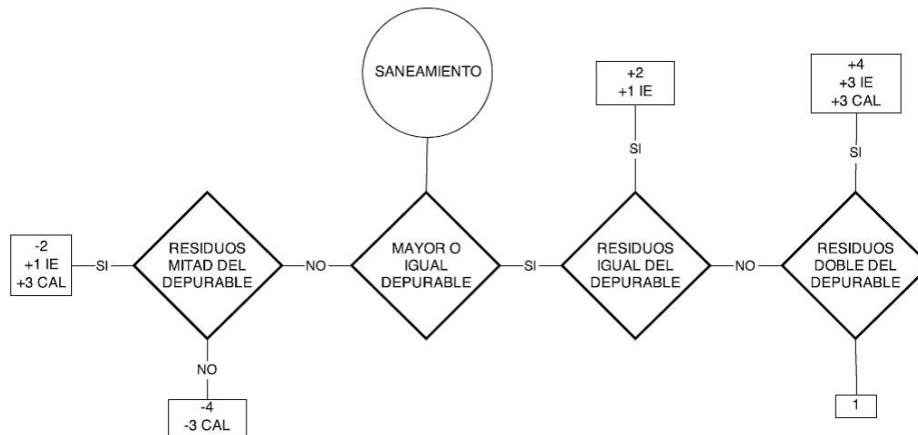 SANEAMIENTO
+2
+1 IE
+4
+3 IE
+3 CAL
SI
SI
-2
+1 IE
+3 CAL
SI
RESIDUOS
MITAD DEL
DEPURABLE
NO
MAYOR O
IGUAL
DEPURABLE
SI
RESIDUOS
IGUAL DEL
DEPURABLE
NO
RESIDUOS
DOBLE DEL
DEPURABLE
NO
-4
-3 CAL
1